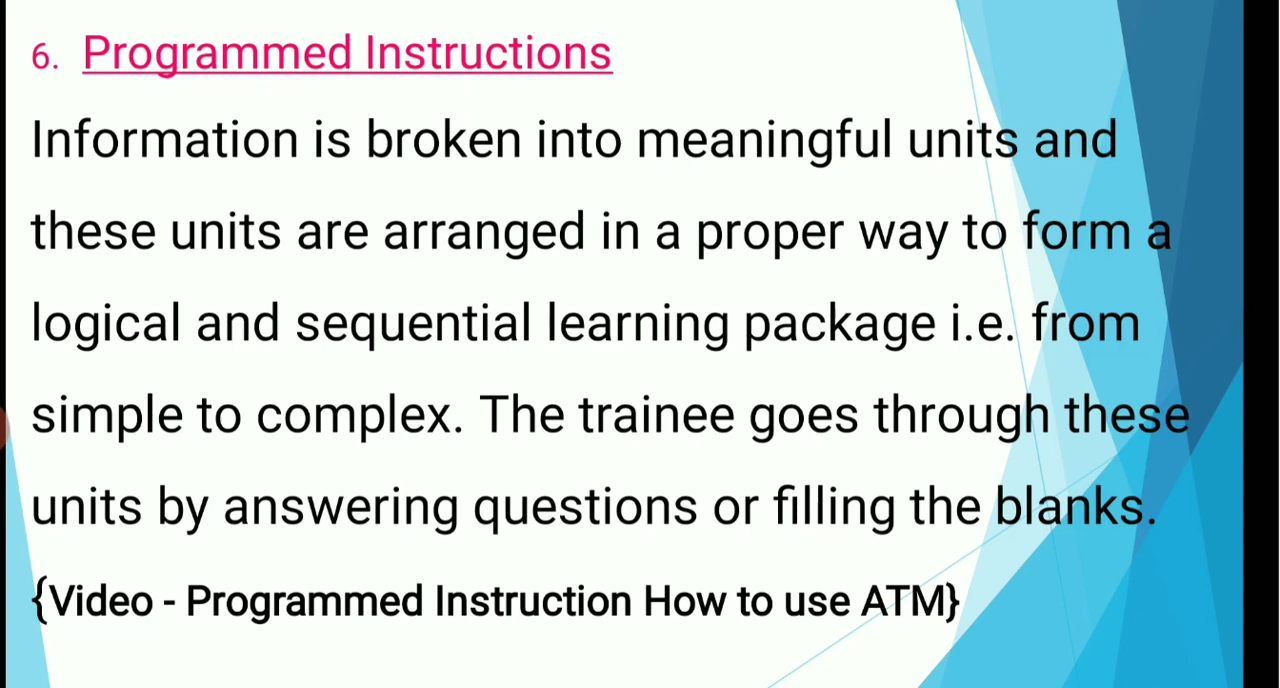 6. Programmed Instructions
Information is broken into meaningful units and
these units are arranged in a proper way to form a
logical and sequential learning package i.e. from
simple to complex. The trainee goes through these
units by answering questions or filling the blanks.
{Video - Programmed Instruction How to use ATM}